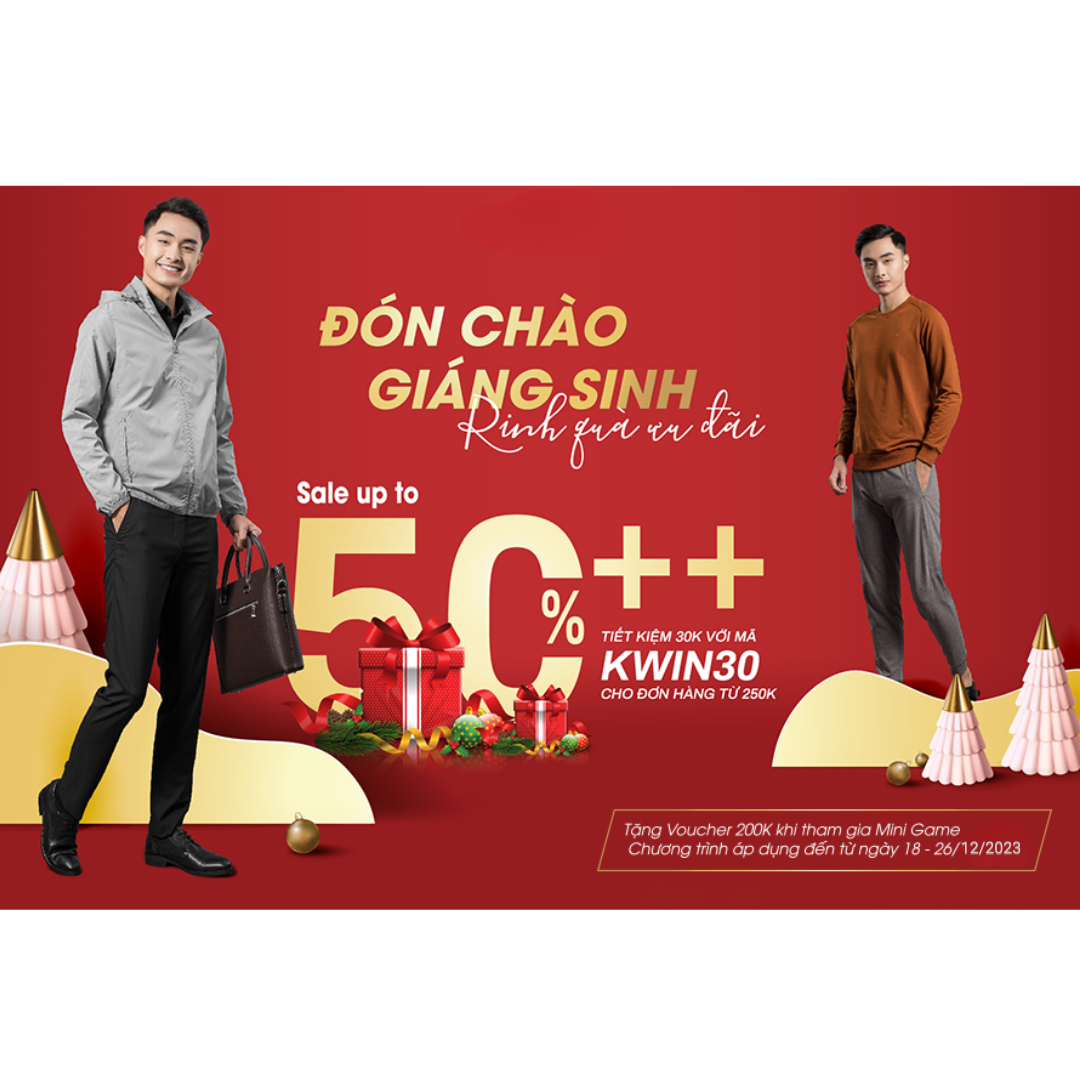 ĐÓN CHÀO
GIÁNG SINH
Rinh quà ưu đãi
Sale up to
50%++
TIẾT KIỆM 30K VỚI MÃ
KWIN30
CHO ĐƠN HÀNG TỪ 250K
Tặng Voucher 200K khi tham gia Mini Game
Chương trình áp dụng đến từ ngày 18 - 26/12/2023